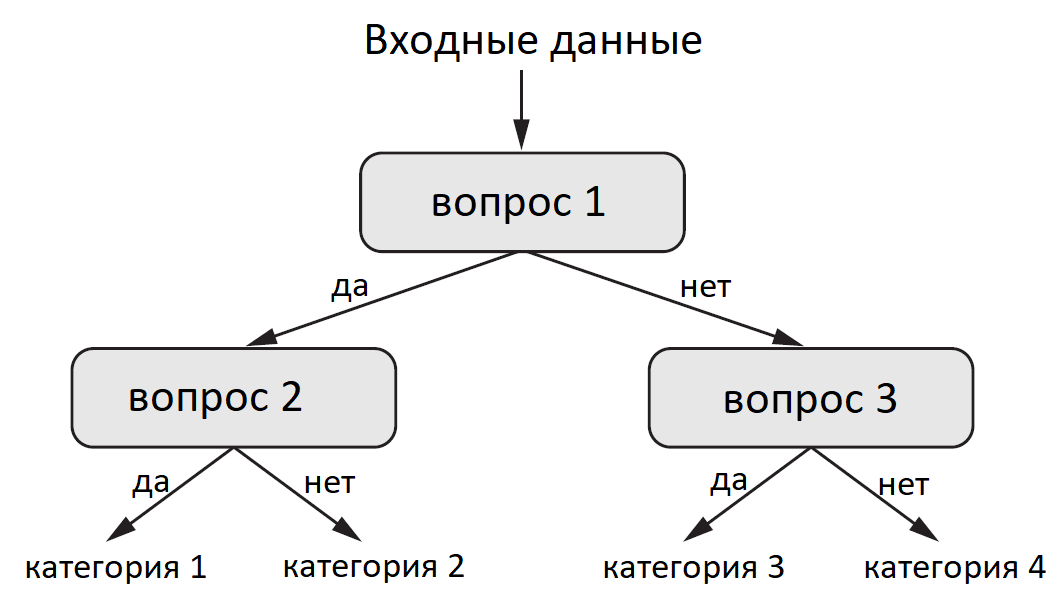 Входные данные
вопрос 1
да
нет
вопрос 2
вопрос 3
да
нет
да
нет
категория 1
категория 2
категория 3
категория 4